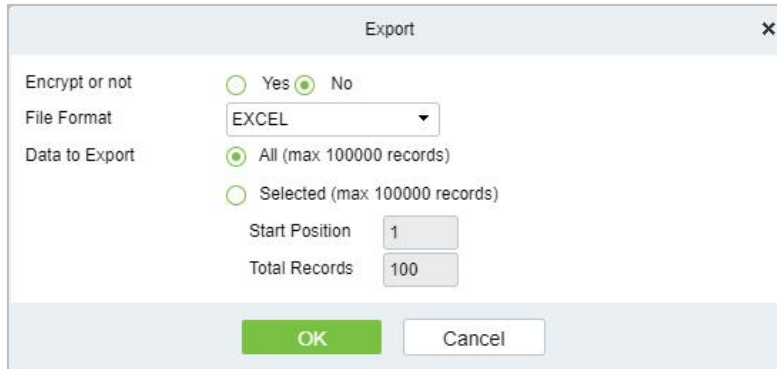 Export
Encrypt or not Yes No
File Format EXCEL
Data to Export All (max 100000 records)
Selected (max 100000 records)
Start Position 1
Total Records 100
OK Cancel